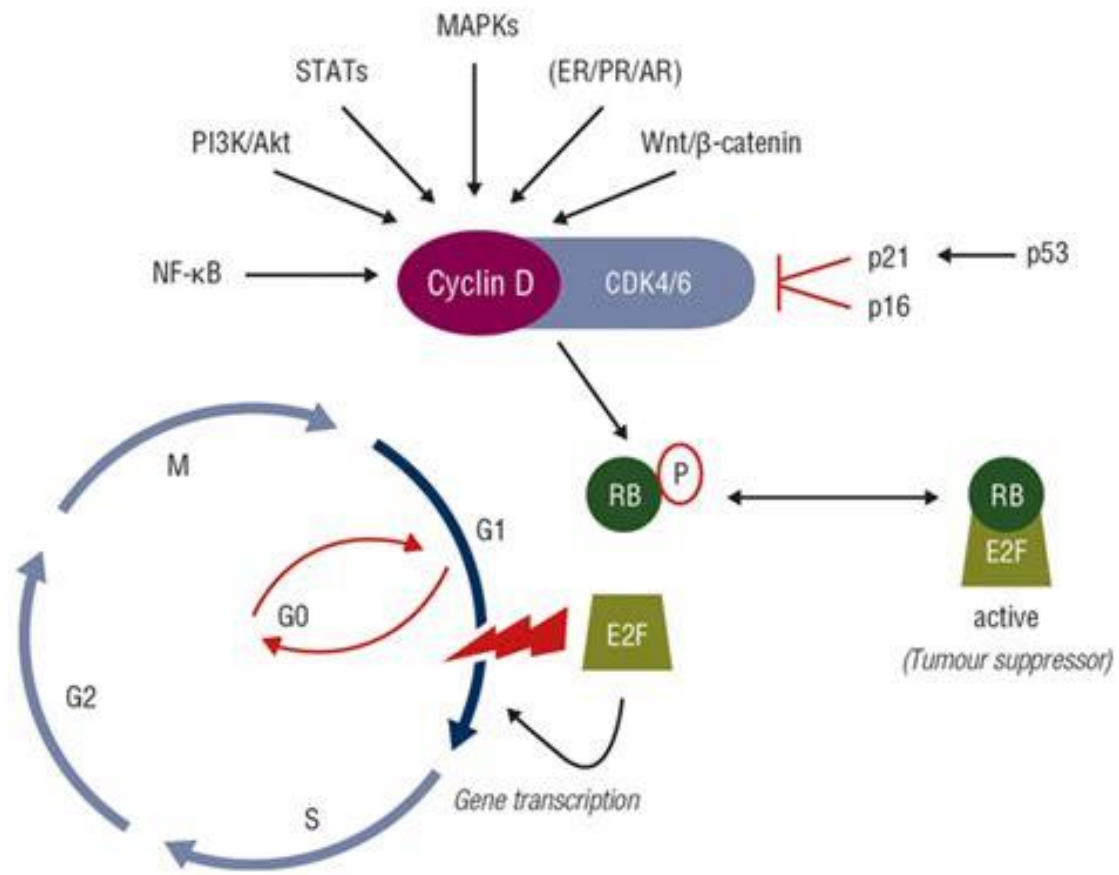 MAPKs
STATs
(ER/PR/AR)
PI3K/Akt
Wnt/β-catenin
NF-κB
Cyclin D
CDK4/6
p21
p53
p16
M
G1
RB
P
RB
E2F
G0
E2F
active
(Tumour suppressor)
G2
Gene transcription
S